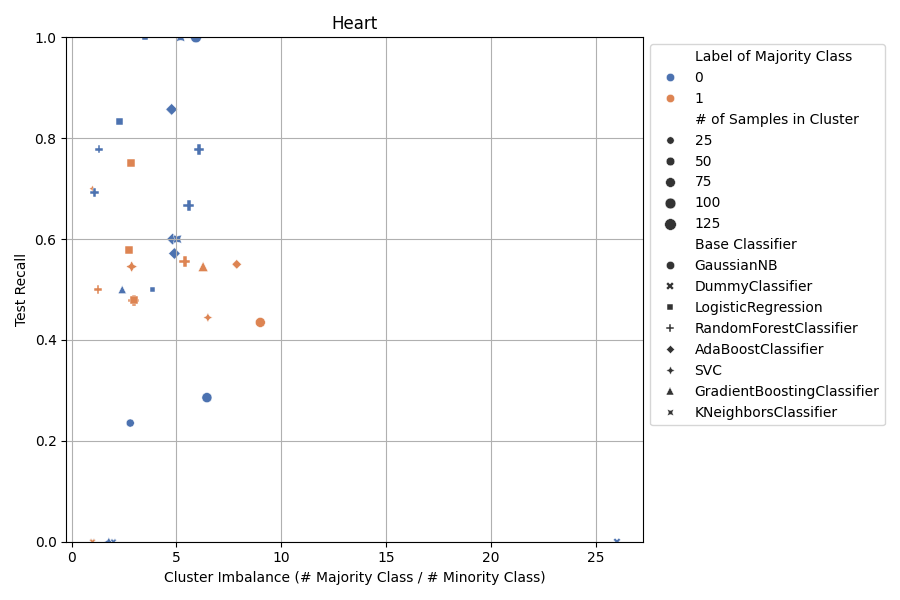 Heart
1.0
0.8
0.6
0.4
0.2
0.0
Test Recall
0
5
10
15
20
25
Cluster Imbalance (# Majority Class / # Minority Class)
Label of Majority Class
0
1
# of Samples in Cluster
25
50
75
100
125
Base Classifier
GaussianNB
DummyClassifier
LogisticRegression
RandomForestClassifier
AdaBoostClassifier
SVC
GradientBoostingClassifier
KNeighborsClassifier